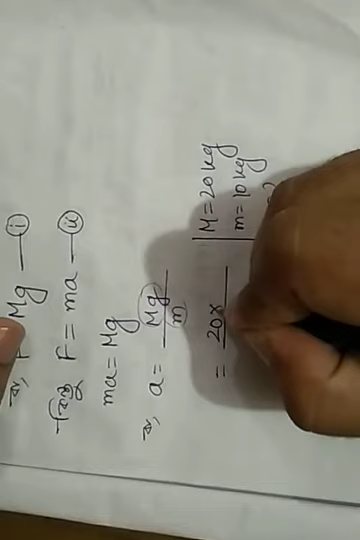 বা, F Mg — (i)
কিন্তু F = ma — (ii)
ma = Mg
বা, a = Mg/m
= 20×
M = 20 kg
m = 10 kg